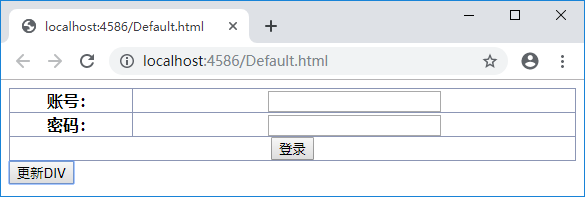 localhost:4586/Default.html
localhost:4586/Default.html
账号：
密码：
登录
更新DIV